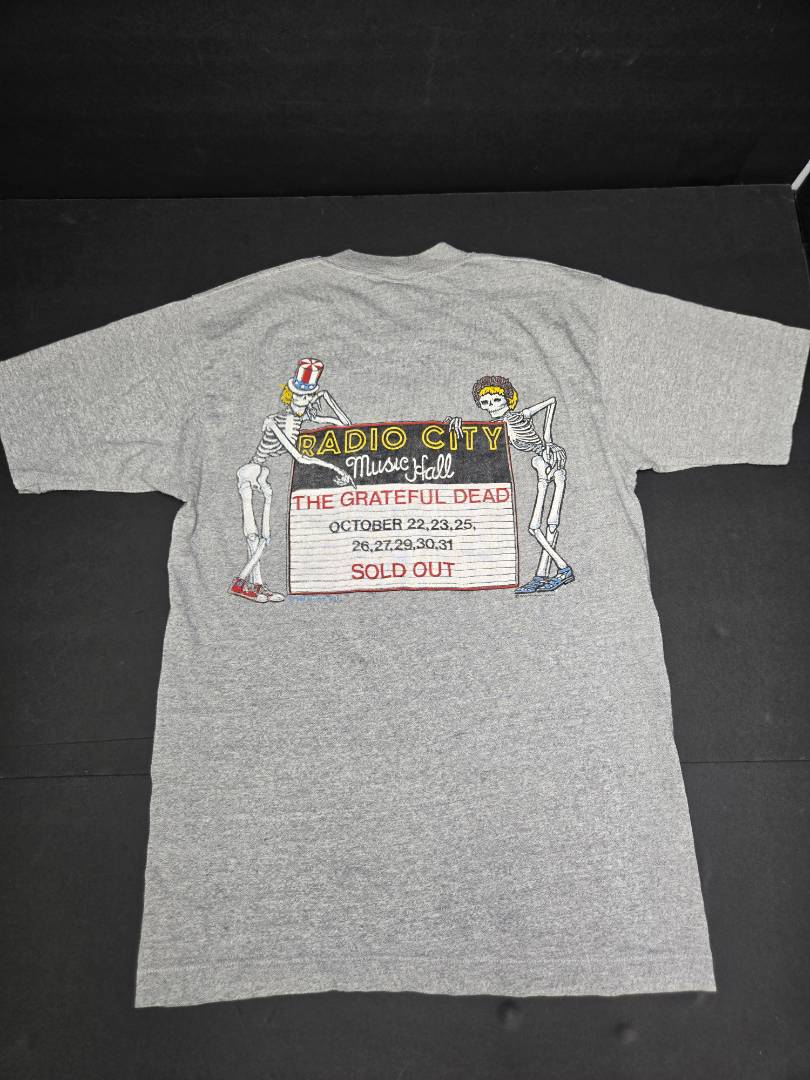 RADIO CITY
Music Hall
THE GRATEFUL DEAD
OCTOBER 22,23,25,
26,27,29,30,31
SOLD OUT